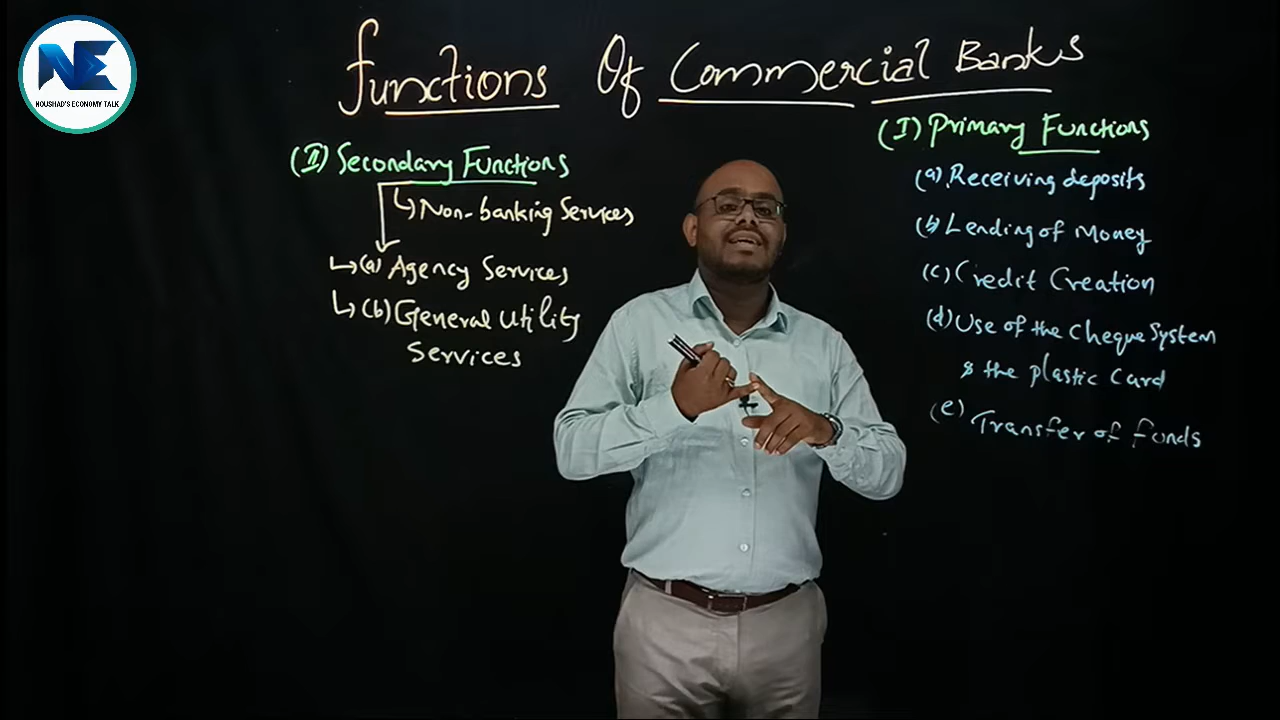 NE
NOUSHAD'S ECONOMY TALK
Functions Of Commercial Banks
(I) Primary Functions
(a) Receiving deposits
(b) Lending of Money
(c) Credit Creation
(d) Use of the Cheque System
& the plastic Card
(e) Transfer of funds
(II) Secondary Functions
↳ Non-banking Services
↳ (a) Agency Services
↳ (b) General Utility
Services